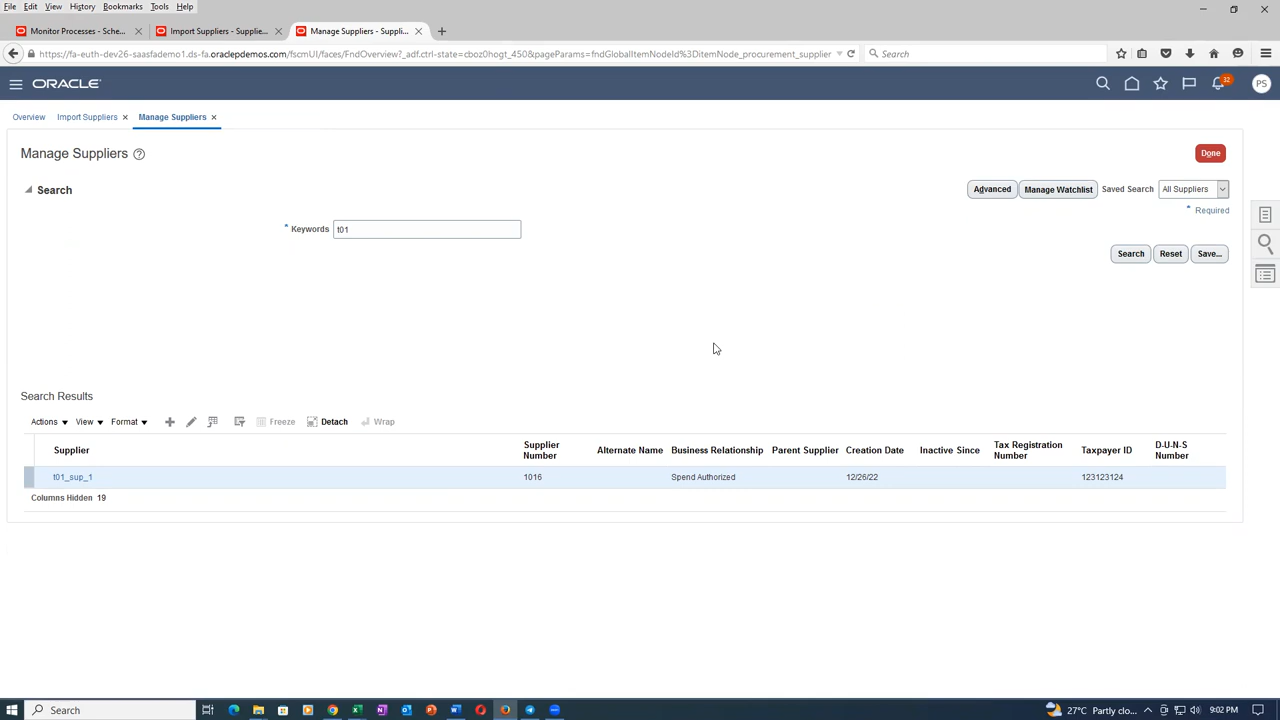 File Edit View History Bookmarks Tools Help
Monitor Processes - Sche... Import Suppliers - Supplie... Manage Suppliers - Suppli...
https://fa-euth-dev26-saasfademo1.ds-fa.oraclepdemos.com/fscmUI/faces/FndOverview?_adf.ctrl-state=cboz0hogt_450&pageParams=fndGlobalItemNodeId%3DitemNode_procurement_supplier Search
ORACLE 32 PS
Overview Import Suppliers Manage Suppliers
Manage Suppliers Done
Search Advanced Manage Watchlist Saved Search All Suppliers
* Required
* Keywords t01
Search Reset Save...
Search Results
Actions View Format Freeze Detach Wrap
Supplier Supplier Number Alternate Name Business Relationship Parent Supplier Creation Date Inactive Since Tax Registration Number Taxpayer ID D-U-N-S Number
t01_sup_1 1016 Spend Authorized 12/26/22 123123124
Columns Hidden 19
Search 27°C Partly clo... 9:02 PM